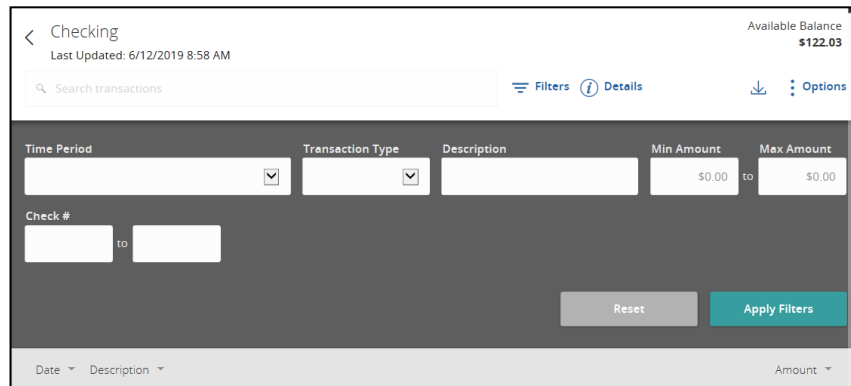 Checking
Available Balance
$122.03
Last Updated: 6/12/2019 8:58 AM
Search transactions
Filters
Details
Options
Time Period
Transaction Type
Description
Min Amount
Max Amount
$0.00 to $0.00
Check #
to
Reset
Apply Filters
Date Description Amount